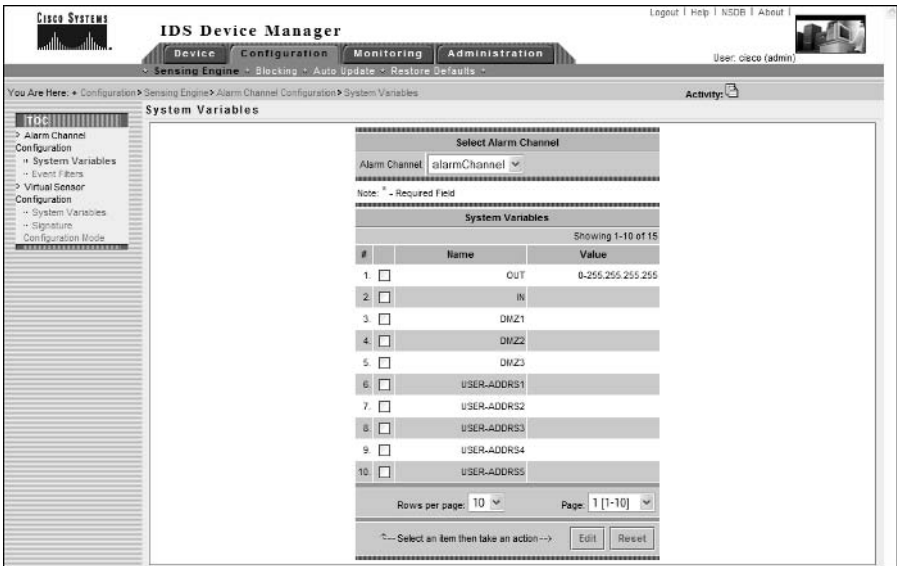 CISCO SYSTEMS
IDS Device Manager
Logout | Help | NSDB | About |
User: cisco (admin)
Device Configuration Monitoring Administration
Sensing Engine Blocking Auto Update Restore Defaults
You Are Here: Configuration > Sensing Engine > Alarm Channel Configuration > System Variables
Activity:
System Variables
TOC
> Alarm Channel
Configuration
System Variables
Event Filters
> Virtual Sensor
Configuration
System Variables
Signature
Configuration Mode
Select Alarm Channel
Alarm Channel: alarmChannel
Note: * - Required Field
System Variables
Showing 1-10 of 15
# Name Value
1. OUT 0-255.255.255.255
2. IN
3. DMZ1
4. DMZ2
5. DMZ3
6. USER-ADDRS1
7. USER-ADDRS2
8. USER-ADDRS3
9. USER-ADDRS4
10. USER-ADDRS5
Rows per page: 10 Page: 1 [1-10]
^--- Select an item then take an action --> Edit Reset